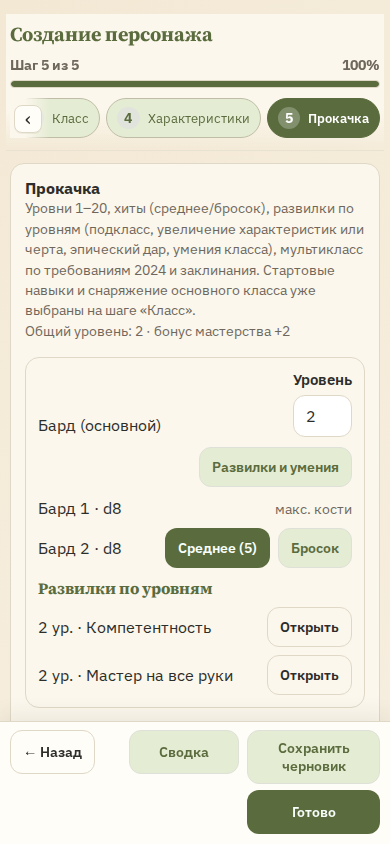 Создание персонажа
Шаг 5 из 5
100%
‹ Класс 4 Характеристики 5 Прокачка
Прокачка
Уровни 1–20, хиты (среднее/бросок), развилки по
уровням (подкласс, увеличение характеристик или
черта, эпический дар, умения класса), мультикласс
по требованиям 2024 и заклинания. Стартовые
навыки и снаряжение основного класса уже
выбраны на шаге «Класс».
Общий уровень: 2 · бонус мастерства +2
Уровень
Бард (основной)
2
Развилки и умения
Бард 1 · d8
макс. кости
Бард 2 · d8
Среднее (5)
Бросок
Развилки по уровням
2 ур. · Компетентность
Открыть
2 ур. · Мастер на все руки
Открыть
← Назад
Сводка
Сохранить
черновик
Готово